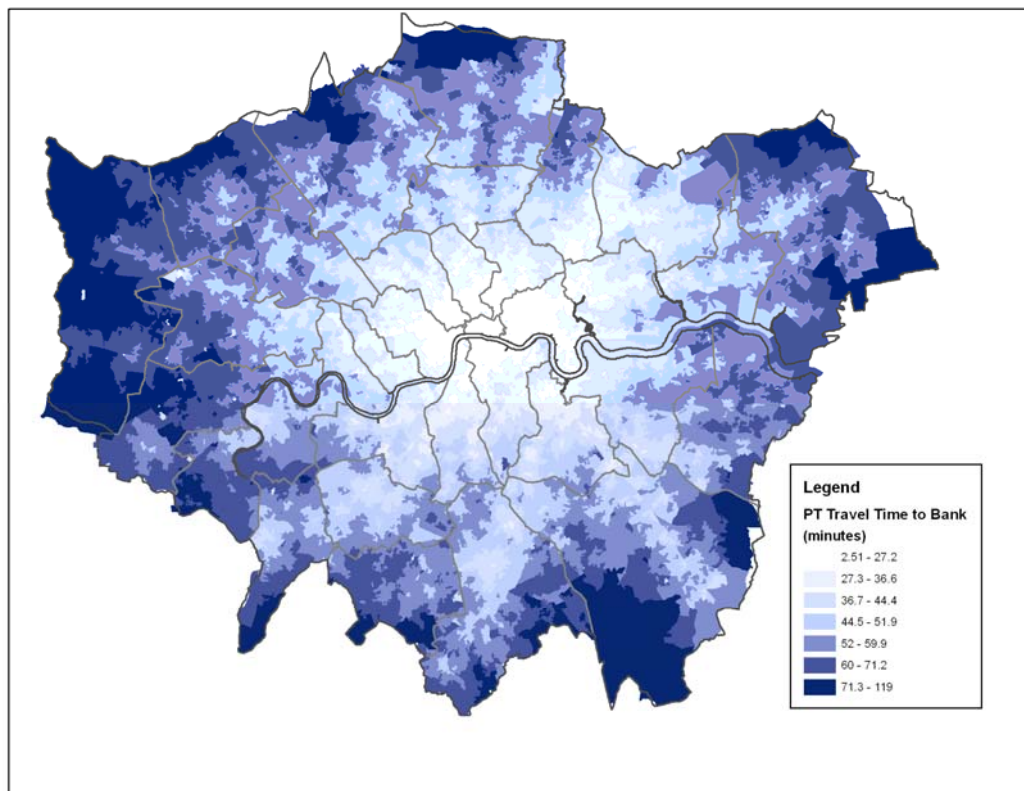 Legend
PT Travel Time to Bank
(minutes)
2.51 - 27.2
27.3 - 36.6
36.7 - 44.4
44.5 - 51.9
52 - 59.9
60 - 71.2
71.3 - 119